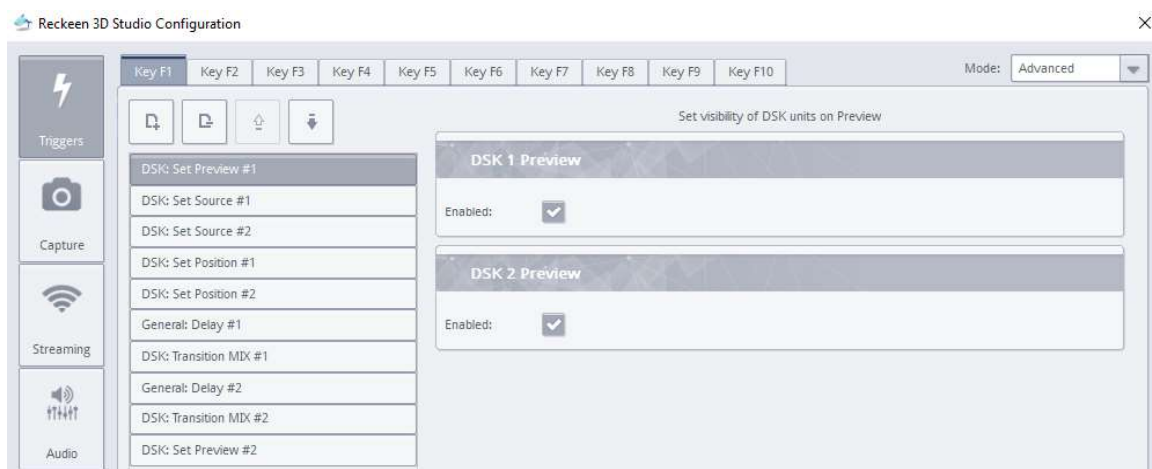 Reckeen 3D Studio Configuration
Key F1 Key F2 Key F3 Key F4 Key F5 Key F6 Key F7 Key F8 Key F9 Key F10 Mode: Advanced
Triggers
Capture
Streaming
Audio
DSK: Set Preview #1
DSK: Set Source #1
DSK: Set Source #2
DSK: Set Position #1
DSK: Set Position #2
General: Delay #1
DSK: Transition MIX #1
General: Delay #2
DSK: Transition MIX #2
DSK: Set Preview #2
Set visibility of DSK units on Preview
DSK 1 Preview
Enabled:
DSK 2 Preview
Enabled: